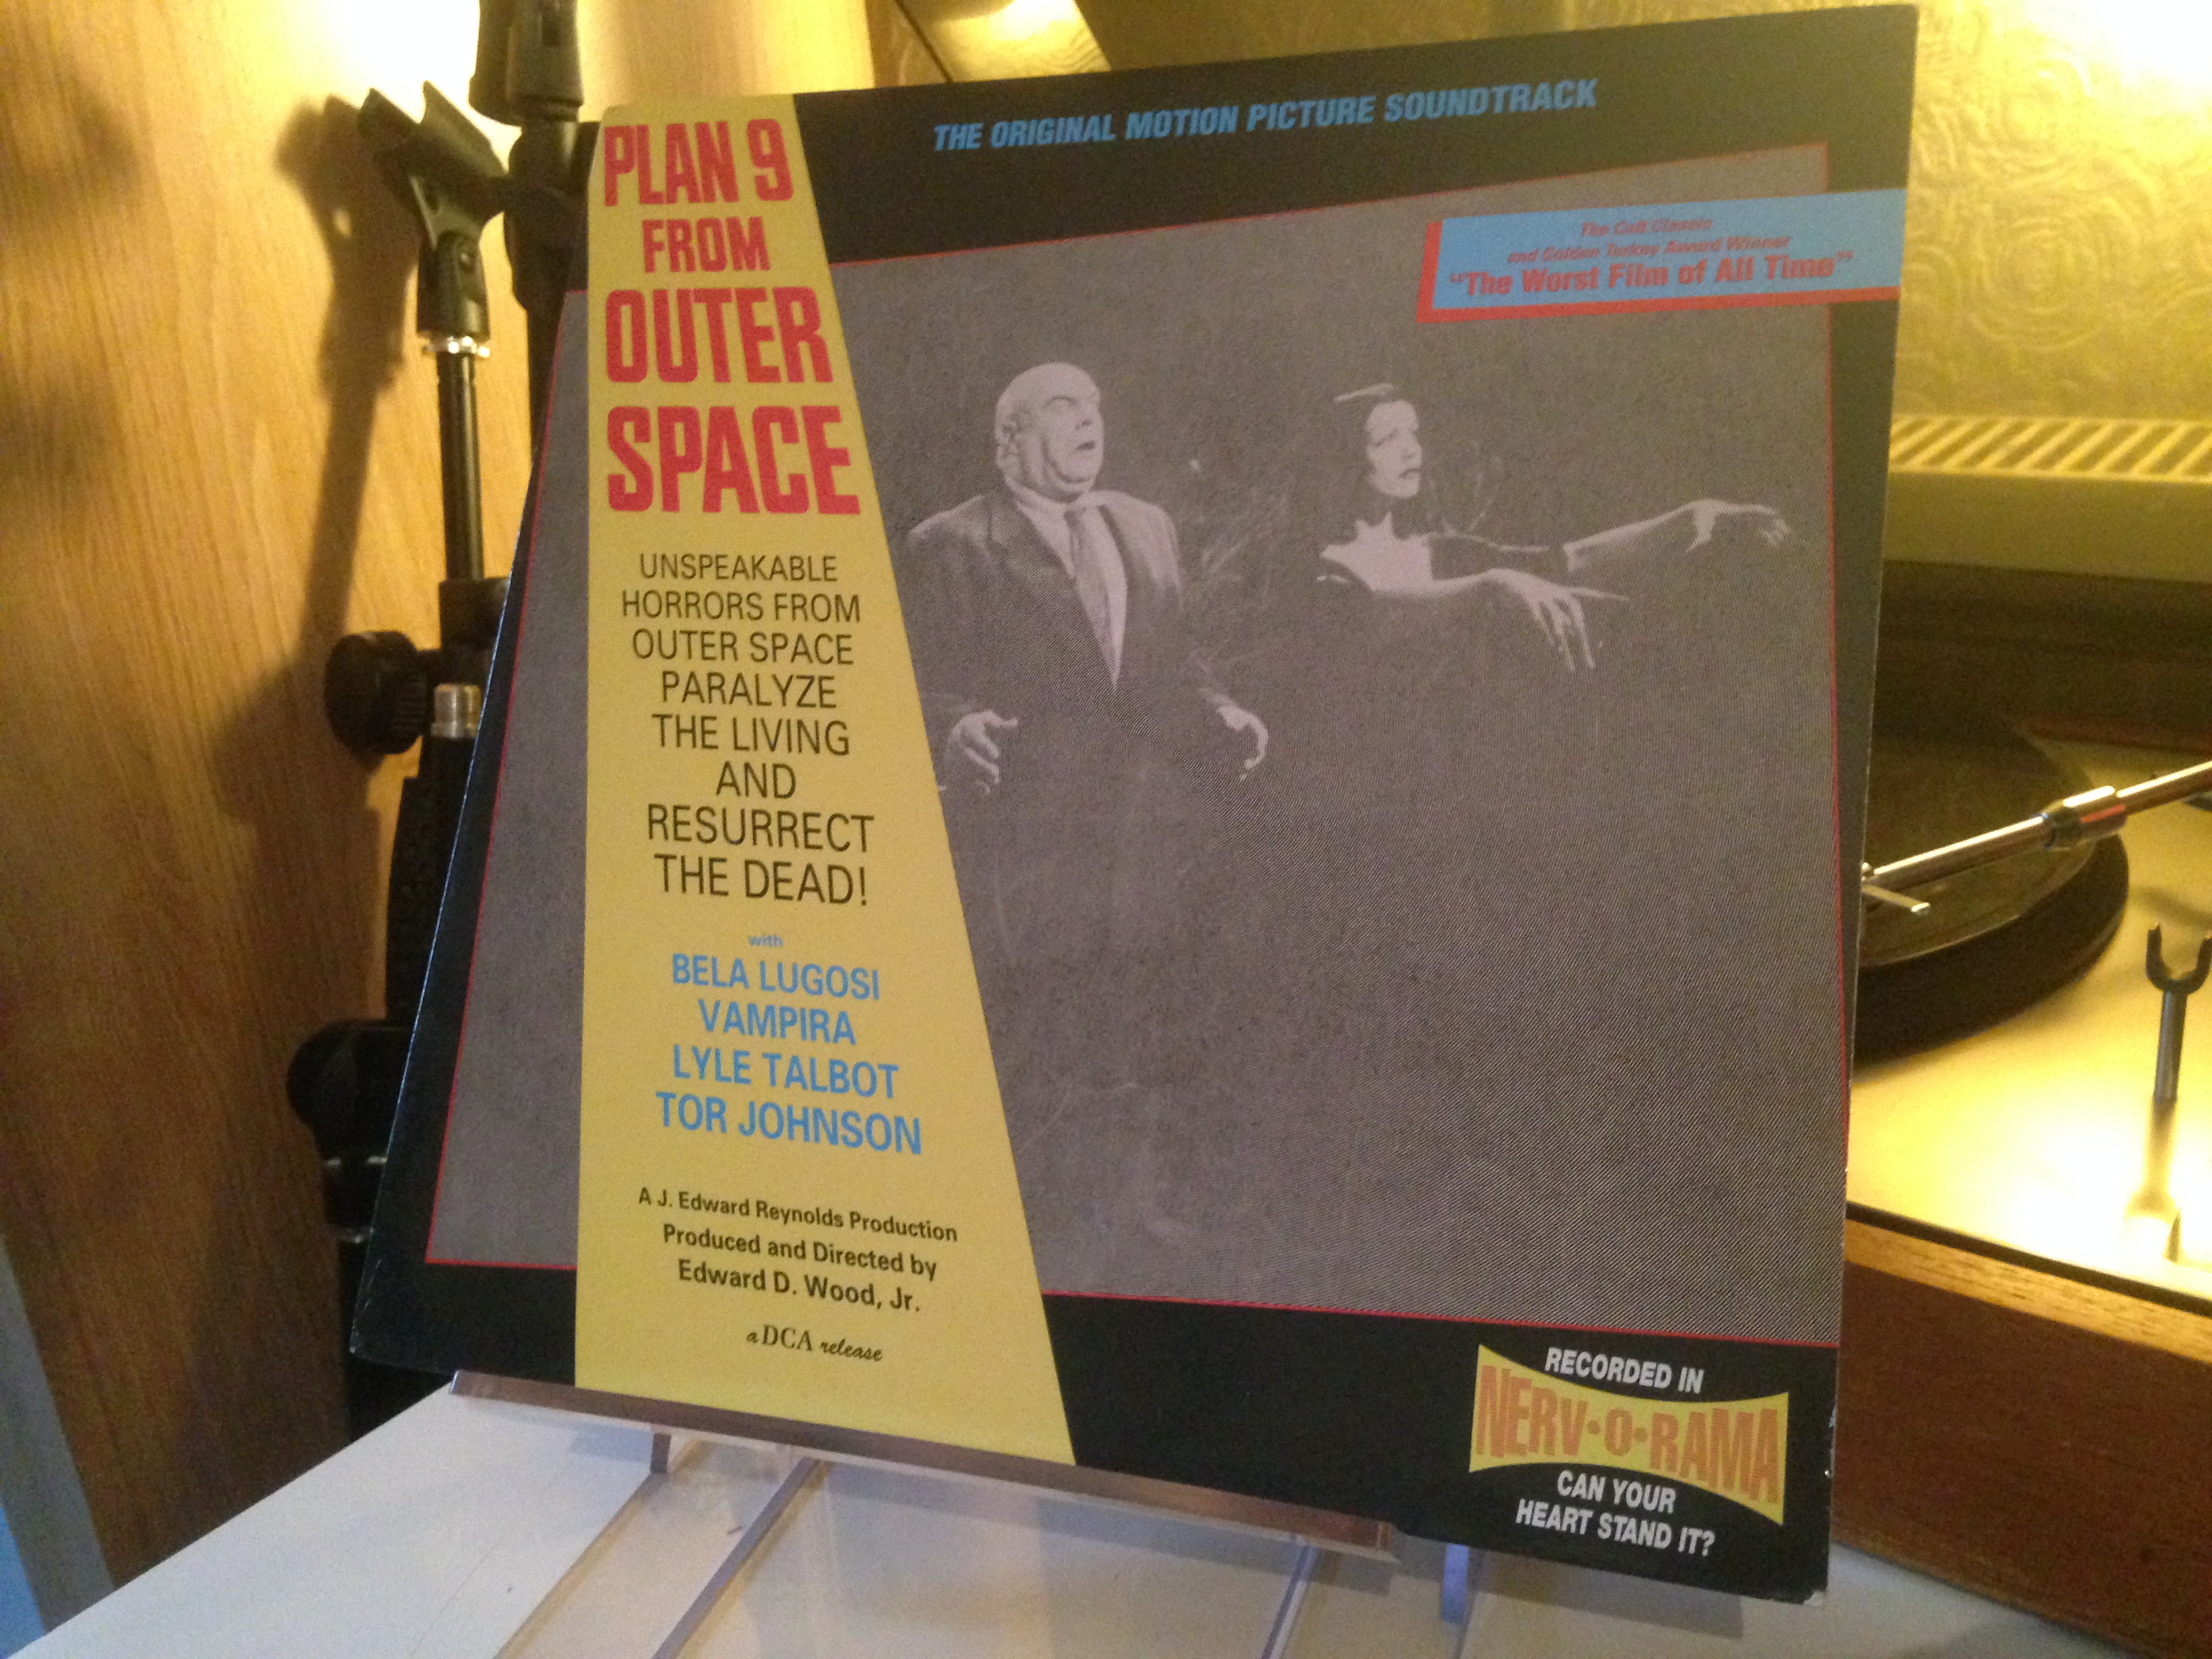 THE ORIGINAL MOTION PICTURE SOUNDTRACK
PLAN 9
FROM
OUTER
SPACE
The Cult Classic
and Golden Turkey Award Winner
"The Worst Film of All Time"
UNSPEAKABLE
HORRORS FROM
OUTER SPACE
PARALYZE
THE LIVING
AND
RESURRECT
THE DEAD!
with
BELA LUGOSI
VAMPIRA
LYLE TALBOT
TOR JOHNSON
A J. Edward Reynolds Production
Produced and Directed by
Edward D. Wood, Jr.
a DCA release
RECORDED IN
NERV·O·RAMA
CAN YOUR
HEART STAND IT?